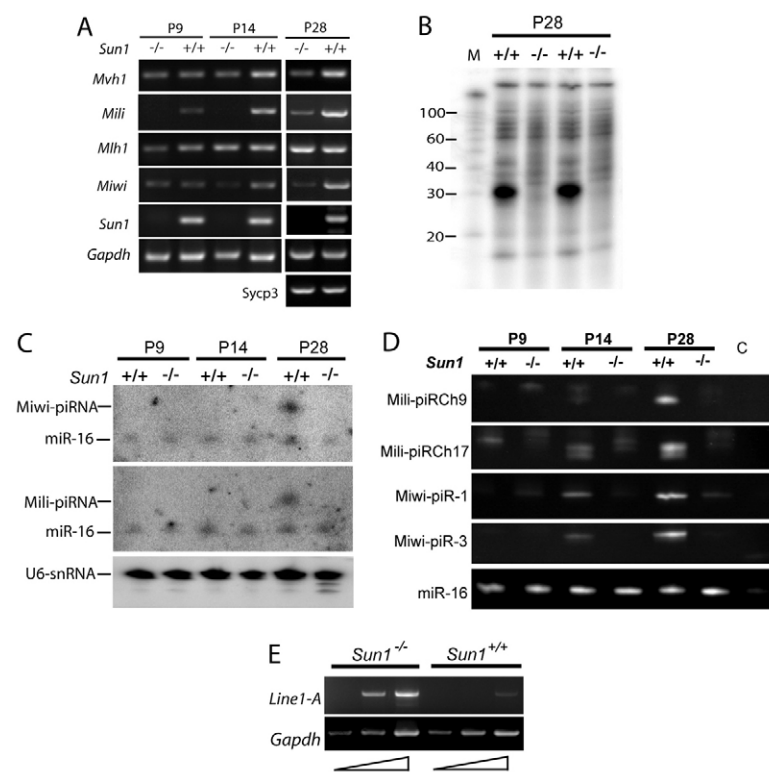 A
P9 P14 P28
Sun1 -/- +/+ -/- +/+ -/- +/+
Mvh1
Mili
Mlh1
Miwi
Sun1
Gapdh
Sycp3
B
P28
M +/+ -/- +/+ -/-
100
60
40
30
20
C
P9 P14 P28
Sun1 +/+ -/- +/+ -/- +/+ -/-
Miwi-piRNA
miR-16
Mili-piRNA
miR-16
U6-snRNA
D
P9 P14 P28 C
Sun1 +/+ -/- +/+ -/- +/+ -/-
Mili-piRCh9
Mili-piRCh17
Miwi-piR-1
Miwi-piR-3
miR-16
E
Sun1 -/- Sun1 +/+
Line1-A
Gapdh